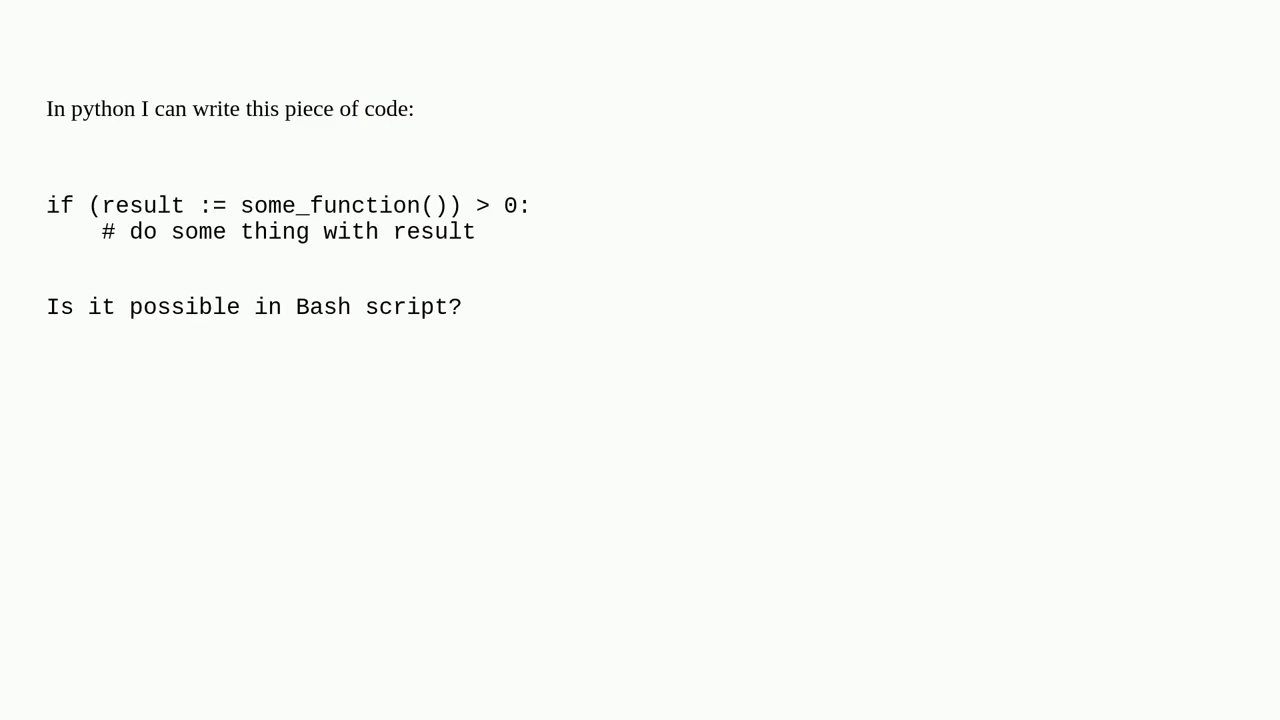 In python I can write this piece of code:
if (result := some_function()) > 0:
    # do some thing with result
Is it possible in Bash script?